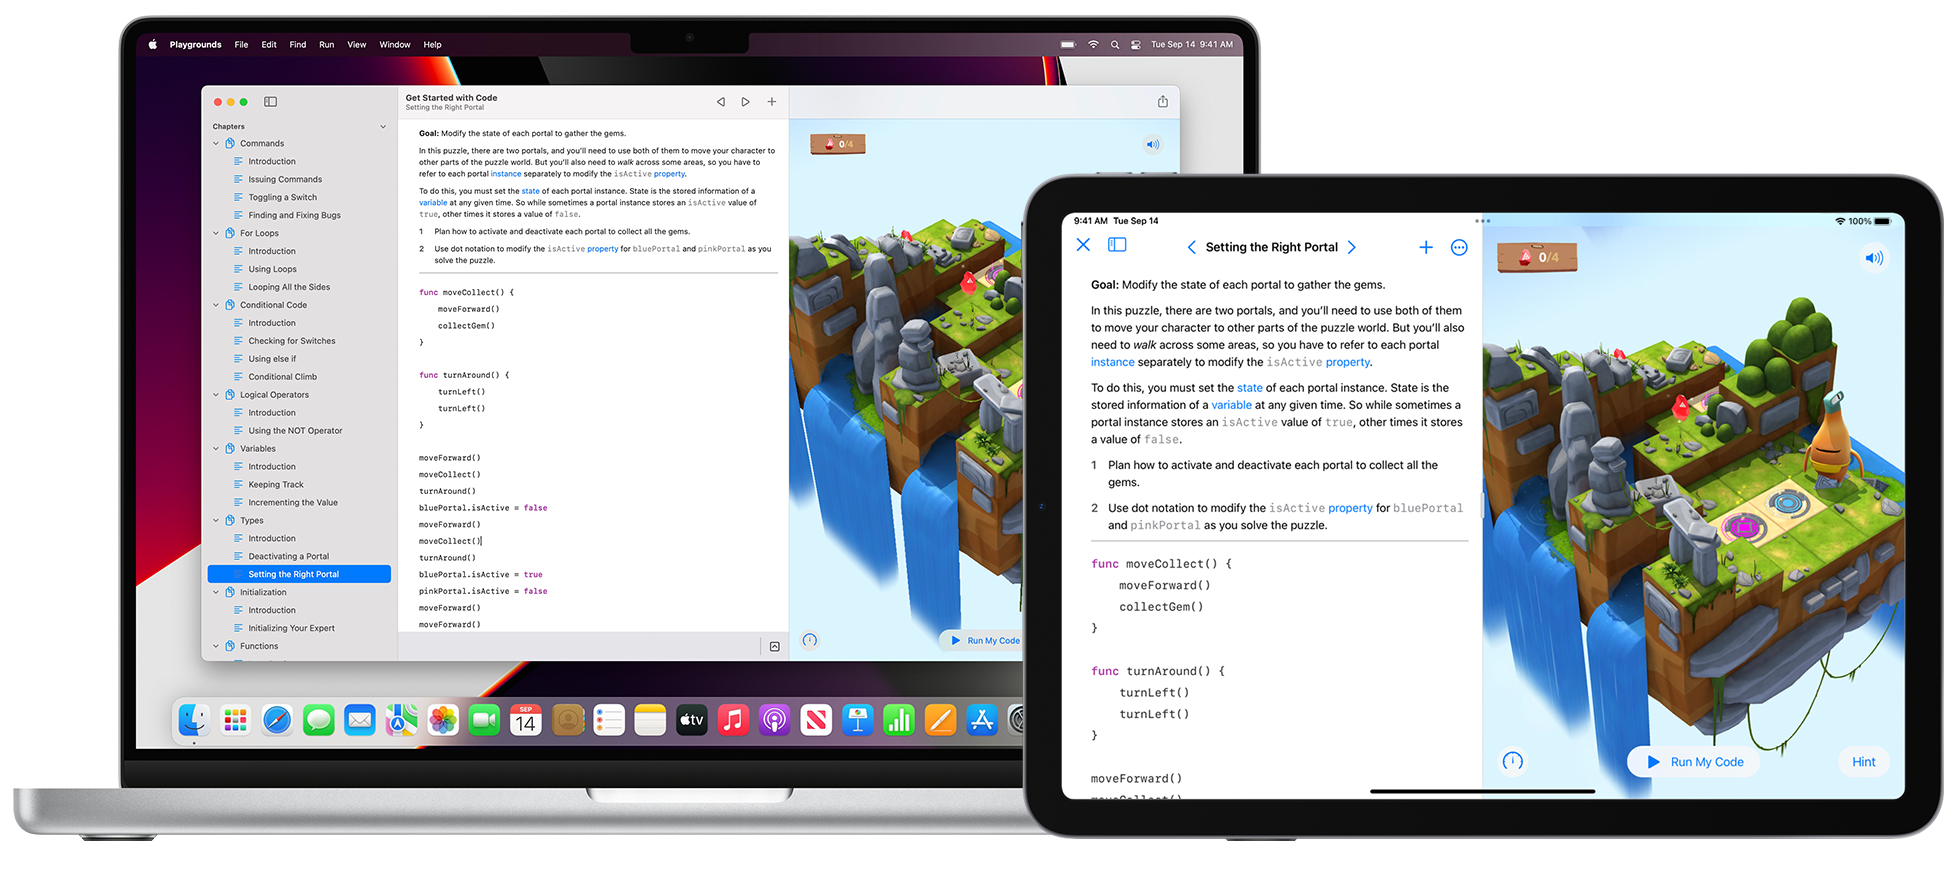 Playgrounds File Edit Find Run View Window Help
Tue Sep 14 9:41 AM
Chapters
Commands
Introduction
Issuing Commands
Toggling a Switch
Finding and Fixing Bugs
For Loops
Introduction
Using Loops
Looping All the Sides
Conditional Code
Introduction
Checking for Switches
Using else if
Conditional Climb
Logical Operators
Introduction
Using the NOT Operator
Variables
Introduction
Keeping Track
Incrementing the Value
Types
Introduction
Deactivating a Portal
Setting the Right Portal
Initialization
Introduction
Initializing Your Expert
Functions
Get Started with Code
Setting the Right Portal
Goal: Modify the state of each portal to gather the gems.
In this puzzle, there are two portals, and you'll need to use both of them to move your character to
other parts of the puzzle world. But you'll also need to walk across some areas, so you have to
refer to each portal instance separately to modify the isActive property.
To do this, you must set the state of each portal instance. State is the stored information of a
variable at any given time. So while sometimes a portal instance stores an isActive value of
true, other times it stores a value of false.
1 Plan how to activate and deactivate each portal to collect all the gems.
2 Use dot notation to modify the isActive property for bluePortal and pinkPortal as you
solve the puzzle.
func moveCollect() {
moveForward()
collectGem()
}
func turnAround() {
turnLeft()
turnLeft()
}
moveForward()
moveCollect()
turnAround()
bluePortal.isActive = false
moveForward()
moveCollect()
turnAround()
bluePortal.isActive = true
pinkPortal.isActive = false
moveForward()
moveForward()
0/4
Run My Code
SEP
14
tv
9:41 AM Tue Sep 14
100%
Setting the Right Portal
Goal: Modify the state of each portal to gather the gems.
In this puzzle, there are two portals, and you'll need to use both of them
to move your character to other parts of the puzzle world. But you'll also
need to walk across some areas, so you have to refer to each portal
instance separately to modify the isActive property.
To do this, you must set the state of each portal instance. State is the
stored information of a variable at any given time. So while sometimes a
portal instance stores an isActive value of true, other times it stores
a value of false.
1 Plan how to activate and deactivate each portal to collect all the
gems.
2 Use dot notation to modify the isActive property for bluePortal
and pinkPortal as you solve the puzzle.
func moveCollect() {
moveForward()
collectGem()
}
func turnAround() {
turnLeft()
turnLeft()
}
moveForward()
moveCollect()
0/4
Run My Code
Hint